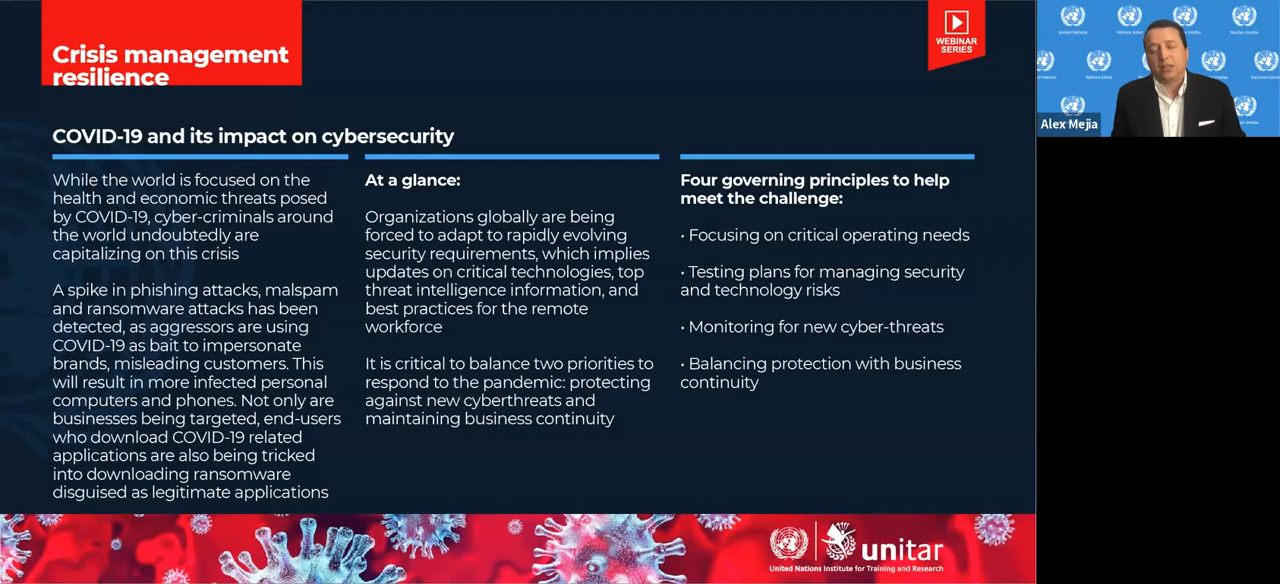 Crisis management
resilience
WEBINAR
SERIES
COVID-19 and its impact on cybersecurity
While the world is focused on the
health and economic threats posed
by COVID-19, cyber-criminals around
the world undoubtedly are
capitalizing on this crisis
A spike in phishing attacks, malspam
and ransomware attacks has been
detected, as aggressors are using
COVID-19 as bait to impersonate
brands, misleading customers. This
will result in more infected personal
computers and phones. Not only are
businesses being targeted, end-users
who download COVID-19 related
applications are also being tricked
into downloading ransomware
disguised as legitimate applications
At a glance:
Organizations globally are being
forced to adapt to rapidly evolving
security requirements, which implies
updates on critical technologies, top
threat intelligence information, and
best practices for the remote
workforce
It is critical to balance two priorities to
respond to the pandemic: protecting
against new cyberthreats and
maintaining business continuity
Four governing principles to help
meet the challenge:
• Focusing on critical operating needs
• Testing plans for managing security
and technology risks
• Monitoring for new cyber-threats
• Balancing protection with business
continuity
unitar
United Nations Institute for Training and Research
United Nations
Alex Mejia